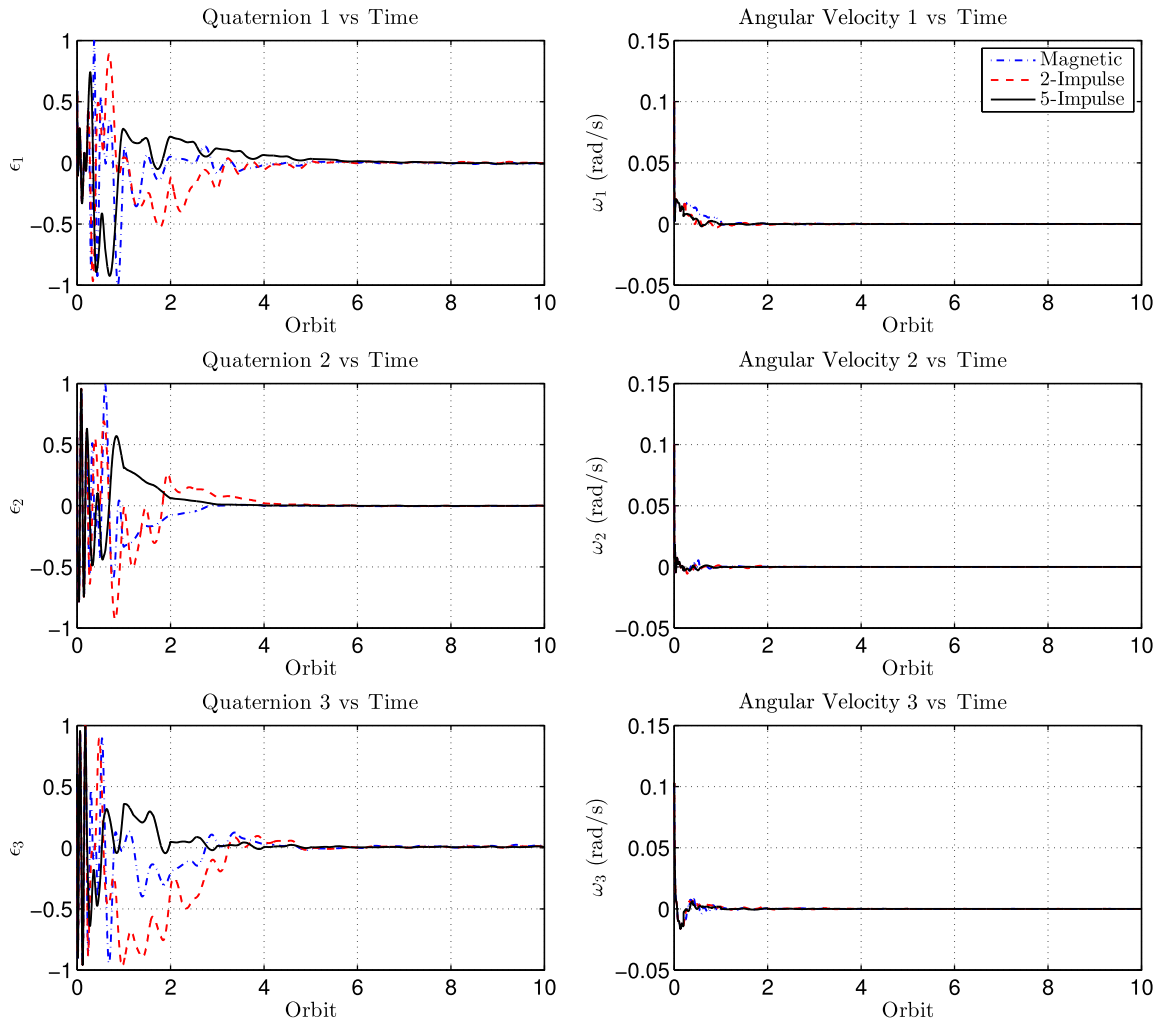 Quaternion 1 vs Time
1
0.5
0
−0.5
−1
ϵ1
0 2 4 6 8 10
Orbit
Angular Velocity 1 vs Time
0.15
0.1
0.05
0
−0.05
ω1 (rad/s)
Magnetic
2-Impulse
5-Impulse
0 2 4 6 8 10
Orbit
Quaternion 2 vs Time
1
0.5
0
−0.5
−1
ϵ2
0 2 4 6 8 10
Orbit
Angular Velocity 2 vs Time
0.15
0.1
0.05
0
−0.05
ω2 (rad/s)
0 2 4 6 8 10
Orbit
Quaternion 3 vs Time
1
0.5
0
−0.5
−1
ϵ3
0 2 4 6 8 10
Orbit
Angular Velocity 3 vs Time
0.15
0.1
0.05
0
−0.05
ω3 (rad/s)
0 2 4 6 8 10
Orbit